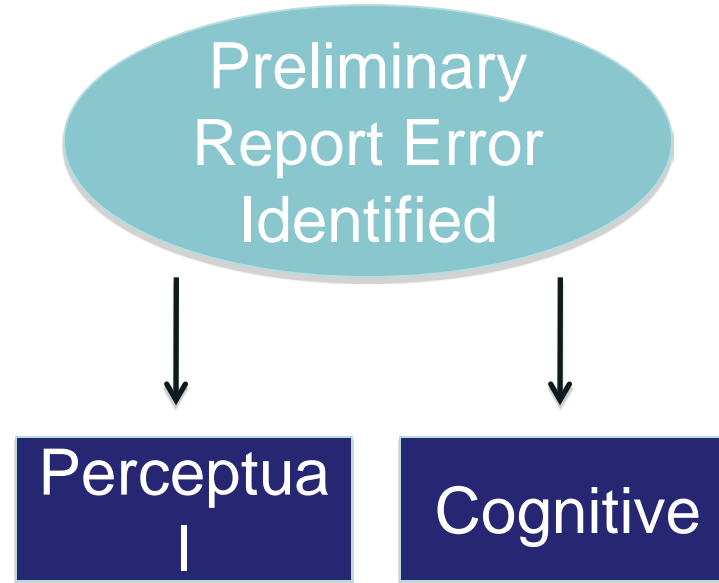 Preliminary
Report Error
Identified
Perceptua
l
Cognitive